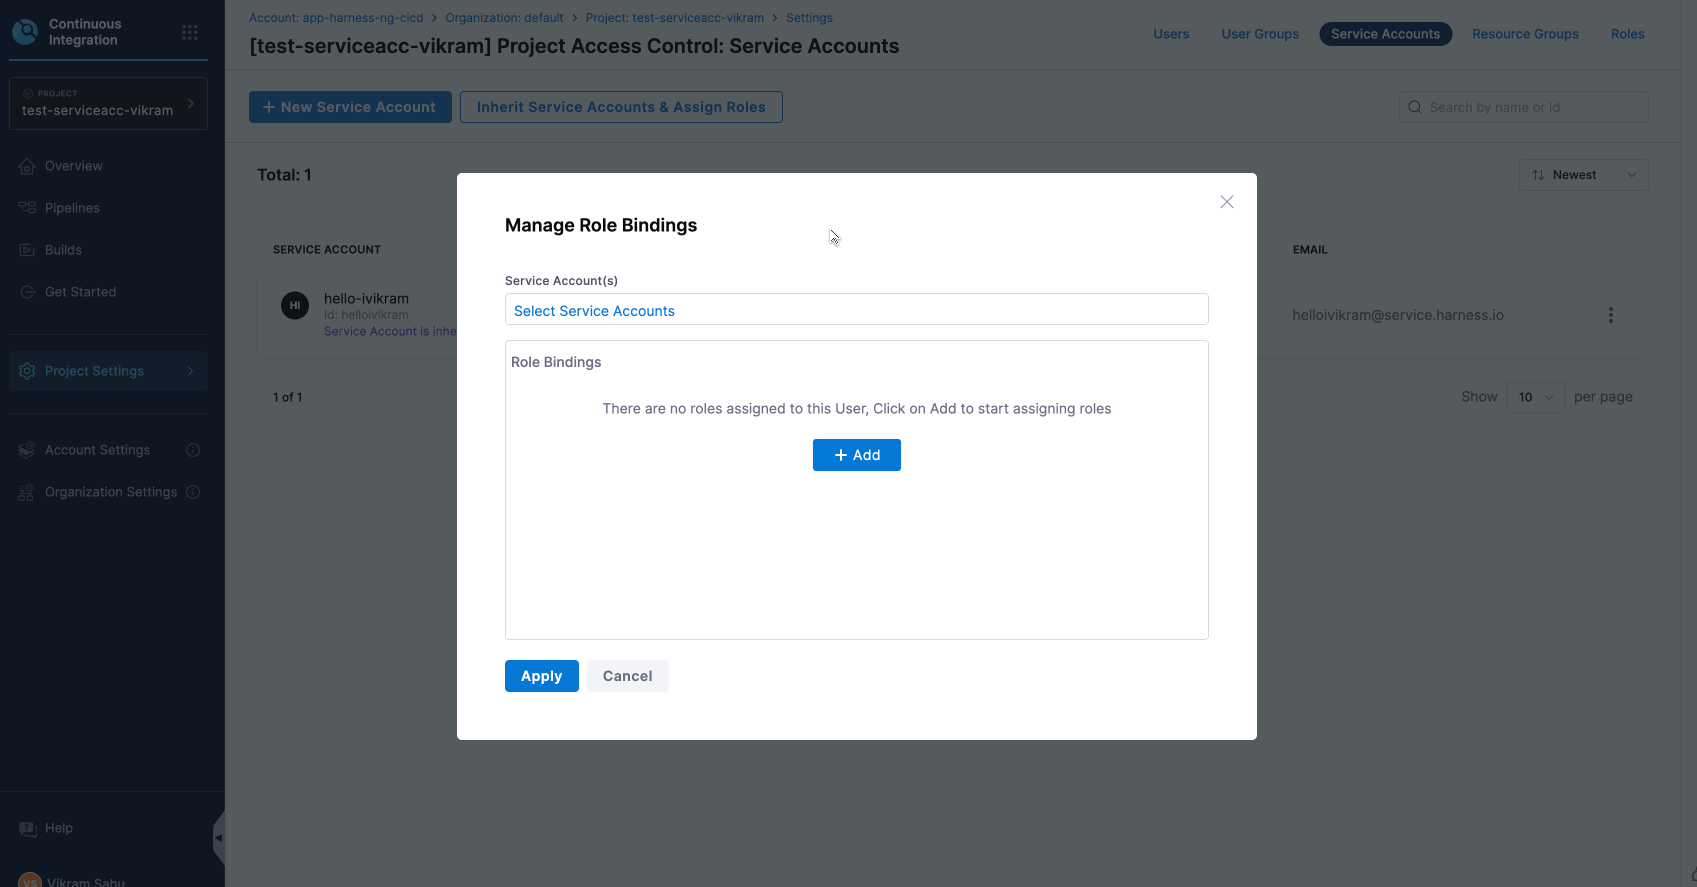 Continuous
Integration
PROJECT
test-serviceacc-vikram
Overview
Pipelines
Builds
Get Started
Project Settings
Account Settings
Organization Settings
Help
VS Vikram Sahu
Account: app-harness-ng-cicd > Organization: default > Project: test-serviceacc-vikram > Settings
[test-serviceacc-vikram] Project Access Control: Service Accounts
Users User Groups Service Accounts Resource Groups Roles
+ New Service Account Inherit Service Accounts & Assign Roles
Search by name or id
Total: 1
Newest
SERVICE ACCOUNT EMAIL
HI hello-ivikram
Id: helloivikram
Service Account is inhe
helloivikram@service.harness.io
1 of 1
Show 10 per page
Manage Role Bindings
Service Account(s)
Select Service Accounts
Role Bindings
There are no roles assigned to this User, Click on Add to start assigning roles
+ Add
Apply Cancel